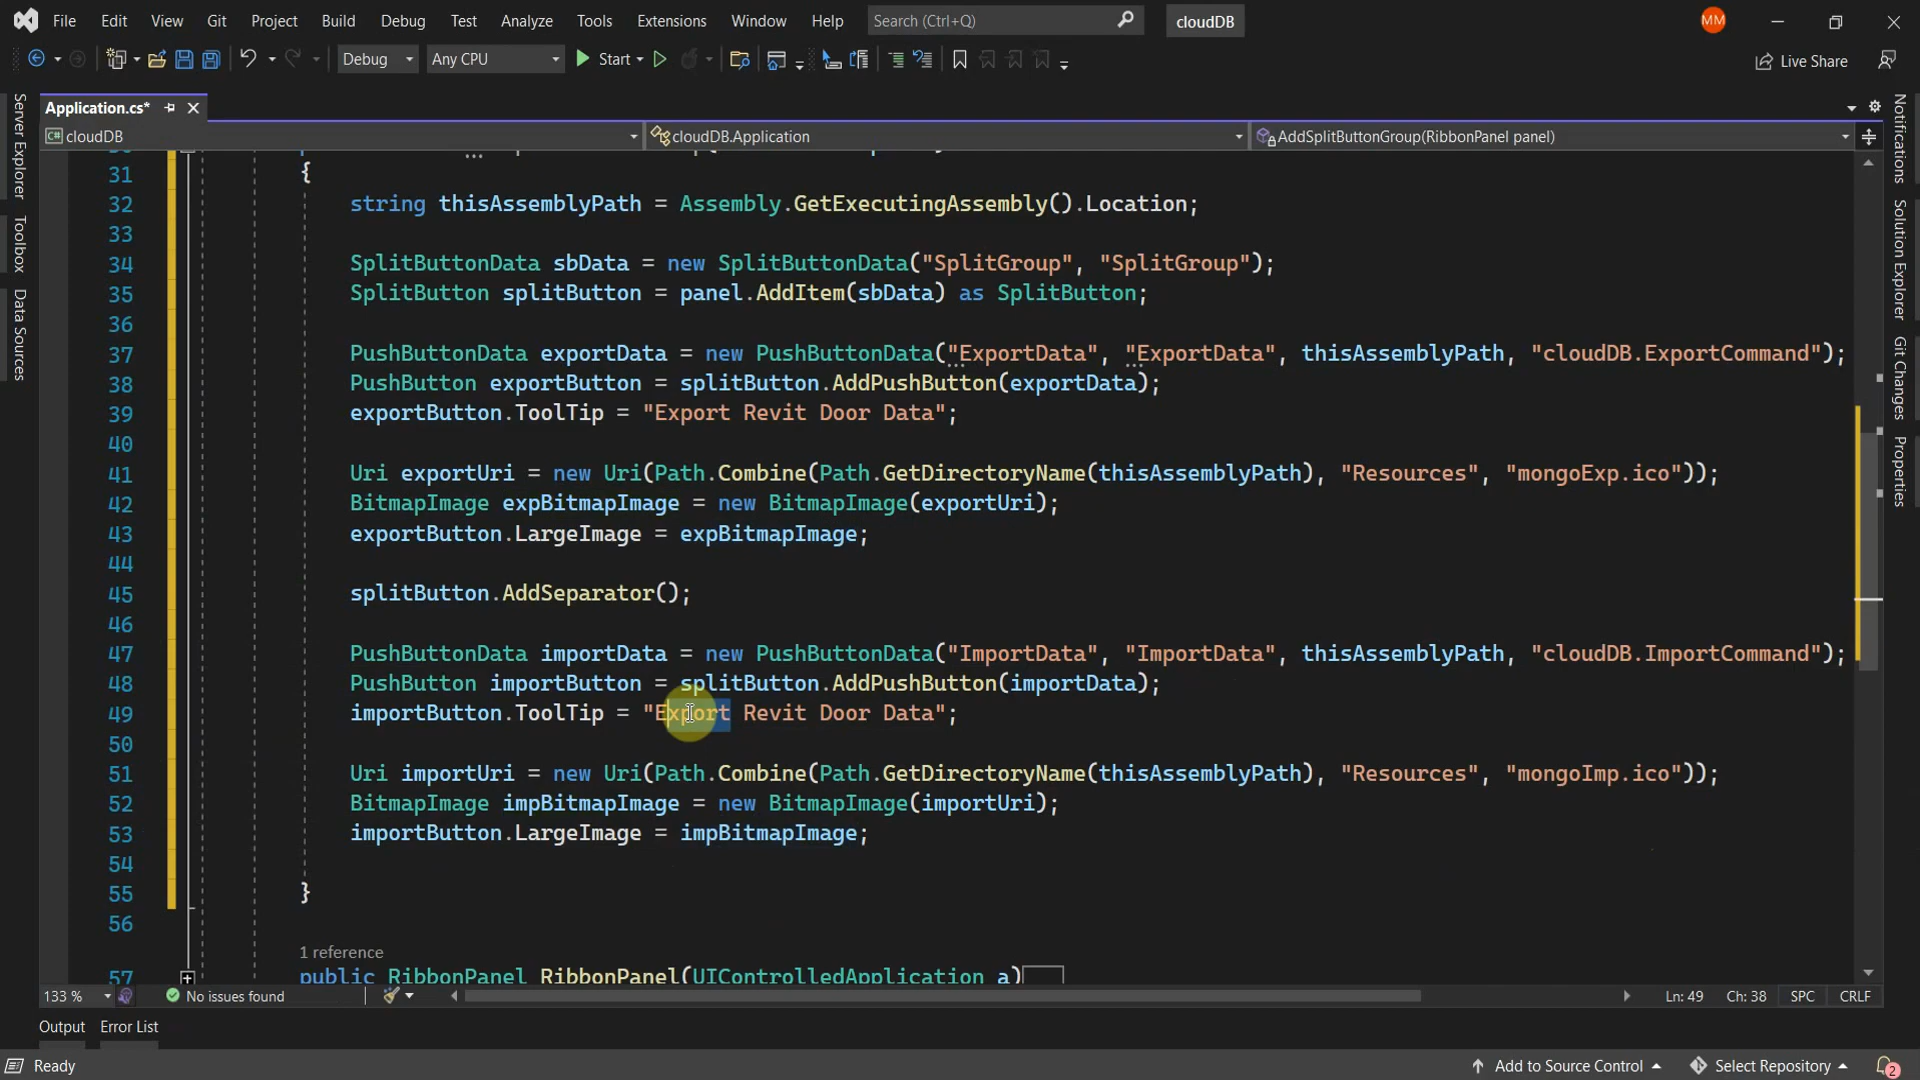 File Edit View Git Project Build Debug Test Analyze Tools Extensions Window Help Search (Ctrl+Q) cloudDB MM
Debug Any CPU Start Live Share
Application.cs*
cloudDB cloudDB.Application AddSplitButtonGroup(RibbonPanel panel)
31 {
32 string thisAssemblyPath = Assembly.GetExecutingAssembly().Location;
33
34 SplitButtonData sbData = new SplitButtonData("SplitGroup", "SplitGroup");
35 SplitButton splitButton = panel.AddItem(sbData) as SplitButton;
36
37 PushButtonData exportData = new PushButtonData("ExportData", "ExportData", thisAssemblyPath, "cloudDB.ExportCommand");
38 PushButton exportButton = splitButton.AddPushButton(exportData);
39 exportButton.ToolTip = "Export Revit Door Data";
40
41 Uri exportUri = new Uri(Path.Combine(Path.GetDirectoryName(thisAssemblyPath), "Resources", "mongoExp.ico"));
42 BitmapImage expBitmapImage = new BitmapImage(exportUri);
43 exportButton.LargeImage = expBitmapImage;
44
45 splitButton.AddSeparator();
46
47 PushButtonData importData = new PushButtonData("ImportData", "ImportData", thisAssemblyPath, "cloudDB.ImportCommand");
48 PushButton importButton = splitButton.AddPushButton(importData);
49 importButton.ToolTip = "Export Revit Door Data";
50
51 Uri importUri = new Uri(Path.Combine(Path.GetDirectoryName(thisAssemblyPath), "Resources", "mongoImp.ico"));
52 BitmapImage impBitmapImage = new BitmapImage(importUri);
53 importButton.LargeImage = impBitmapImage;
54
55 }
56
1 reference
57 public RibbonPanel RibbonPanel(UIControlledApplication a)
133 % No issues found Ln: 49 Ch: 38 SPC CRLF
Output Error List
Ready Add to Source Control Select Repository 2
Server Explorer
Toolbox
Data Sources
Notifications
Solution Explorer
Git Changes
Properties